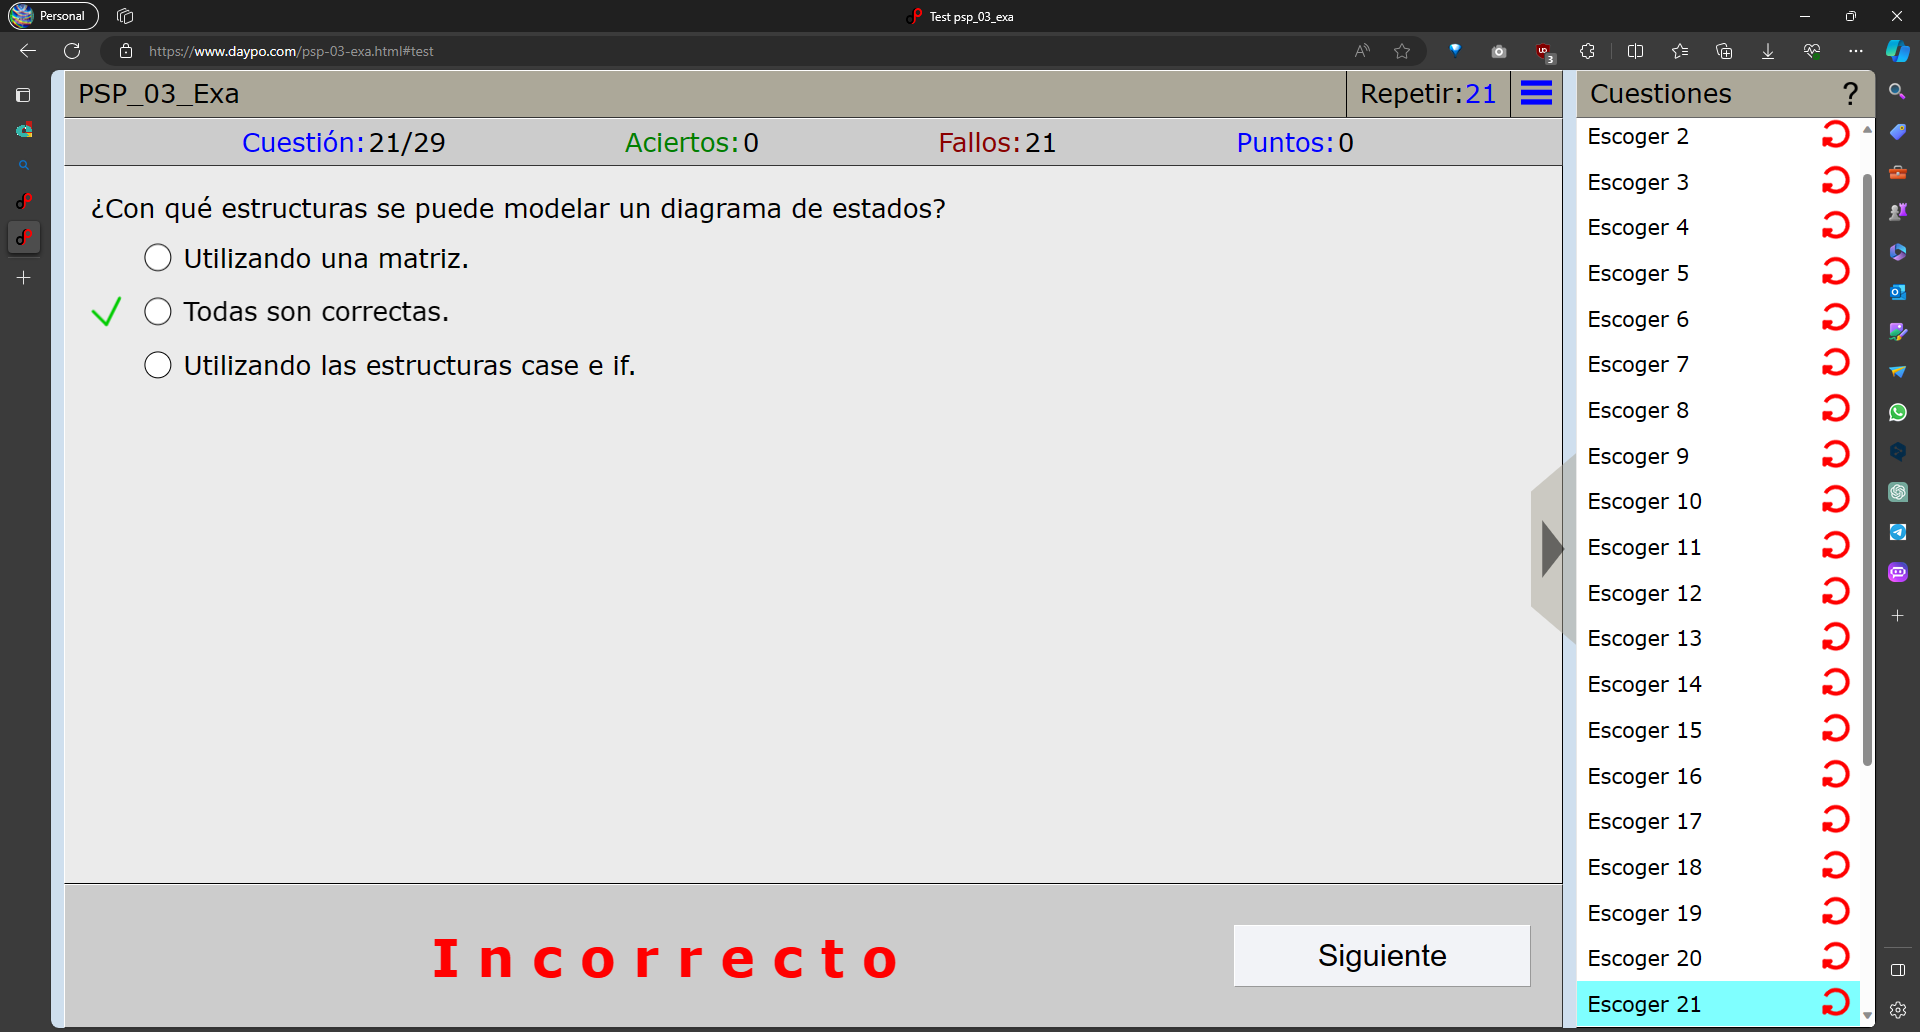 Personal
Test psp_03_exa
https://www.daypo.com/psp-03-exa.html#test
3
PSP_03_Exa
Repetir:21
Cuestiones
?
Cuestión:21/29
Aciertos:0
Fallos:21
Puntos:0
¿Con qué estructuras se puede modelar un diagrama de estados?
Utilizando una matriz.
Todas son correctas.
Utilizando las estructuras case e if.
Incorrecto
Siguiente
Escoger 2
Escoger 3
Escoger 4
Escoger 5
Escoger 6
Escoger 7
Escoger 8
Escoger 9
Escoger 10
Escoger 11
Escoger 12
Escoger 13
Escoger 14
Escoger 15
Escoger 16
Escoger 17
Escoger 18
Escoger 19
Escoger 20
Escoger 21